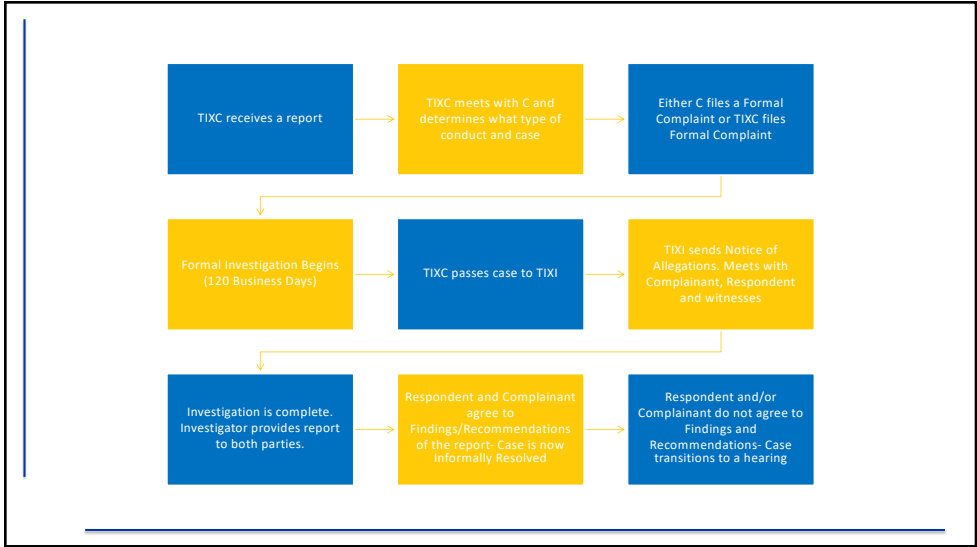 TIXC receives a report
TIXC meets with C and
determines what type of
conduct and case
Either C files a Formal
Complaint or TIXC files
Formal Complaint
Formal Investigation Begins
(120 Business Days)
TIXC passes case to TIXI
TIXI sends Notice of
Allegations. Meets with
Complainant, Respondent
and witnesses
Investigation is complete.
Investigator provides report
to both parties.
Respondent and Complainant
agree to
Findings/Recommendations
of the report- Case is now
Informally Resolved
Respondent and/or
Complainant do not agree to
Findings and
Recommendations- Case
transitions to a hearing